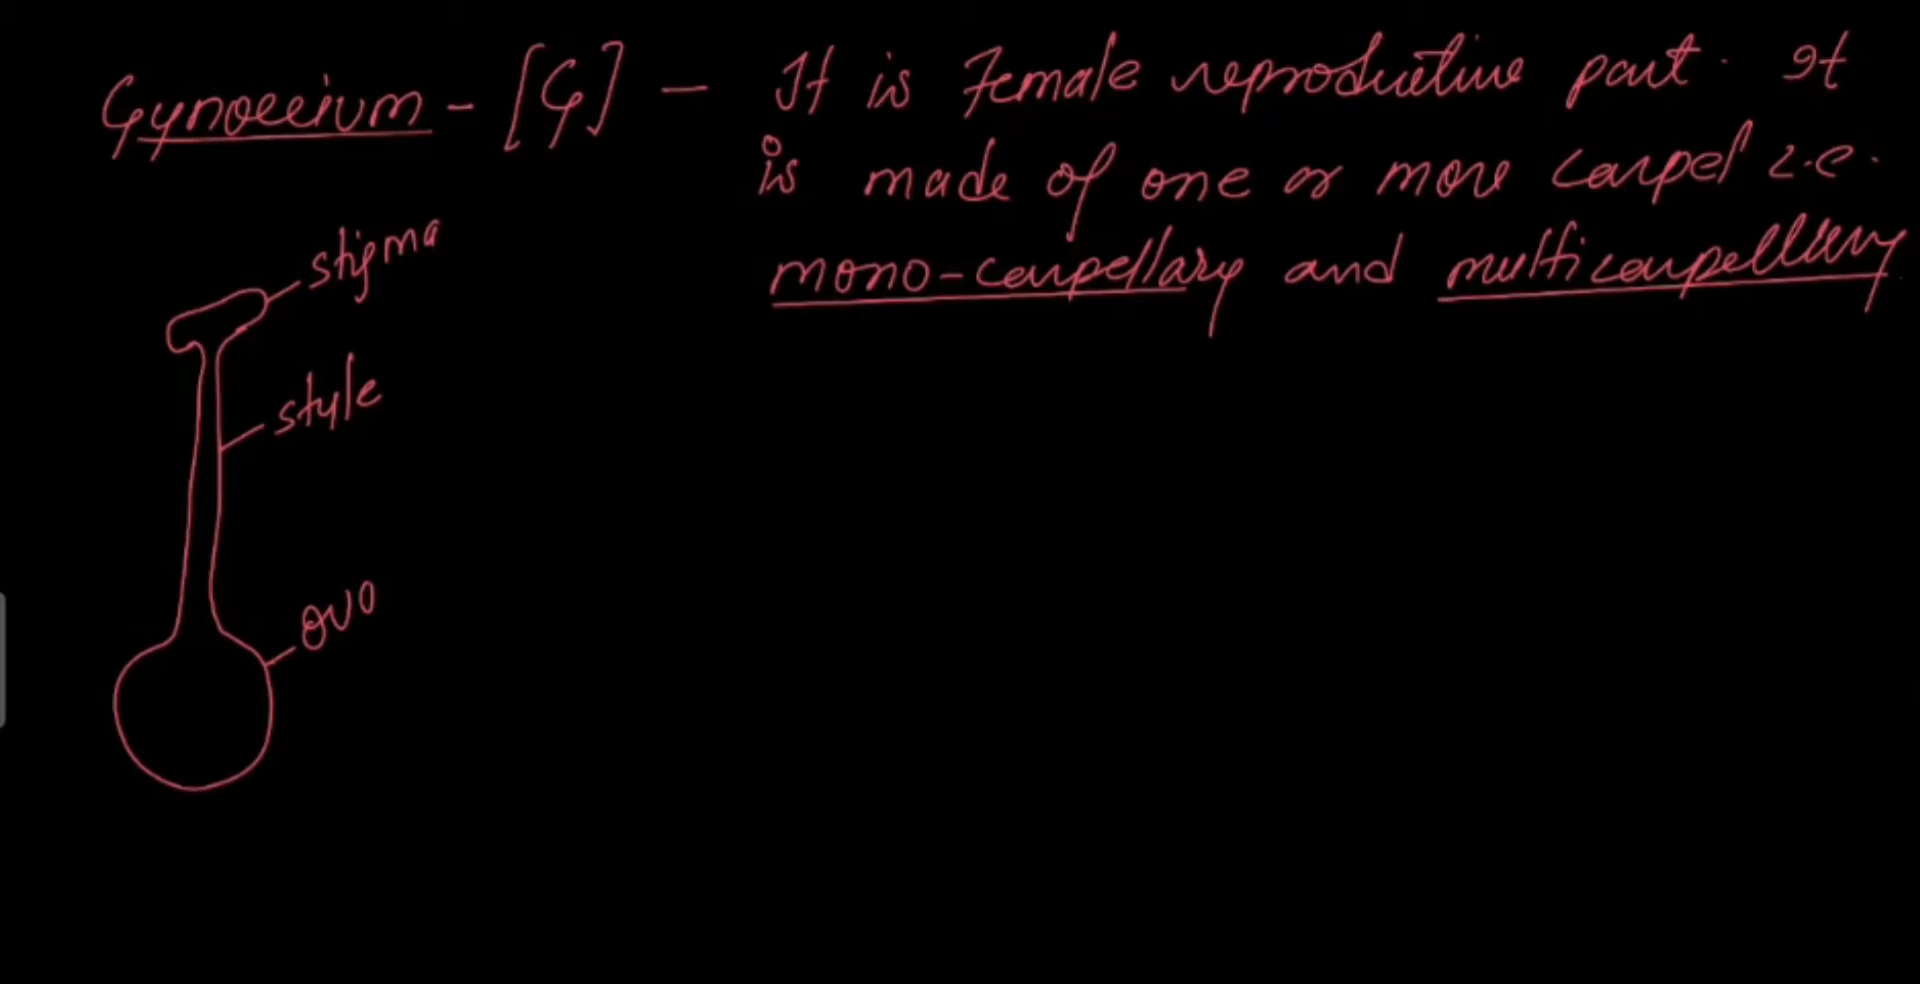 Gynoecium - [G] - It is Female reproductive part. It
is made of one or more carpel i.e.
mono-carpellary and multicarpellary
stigma
style
ovo